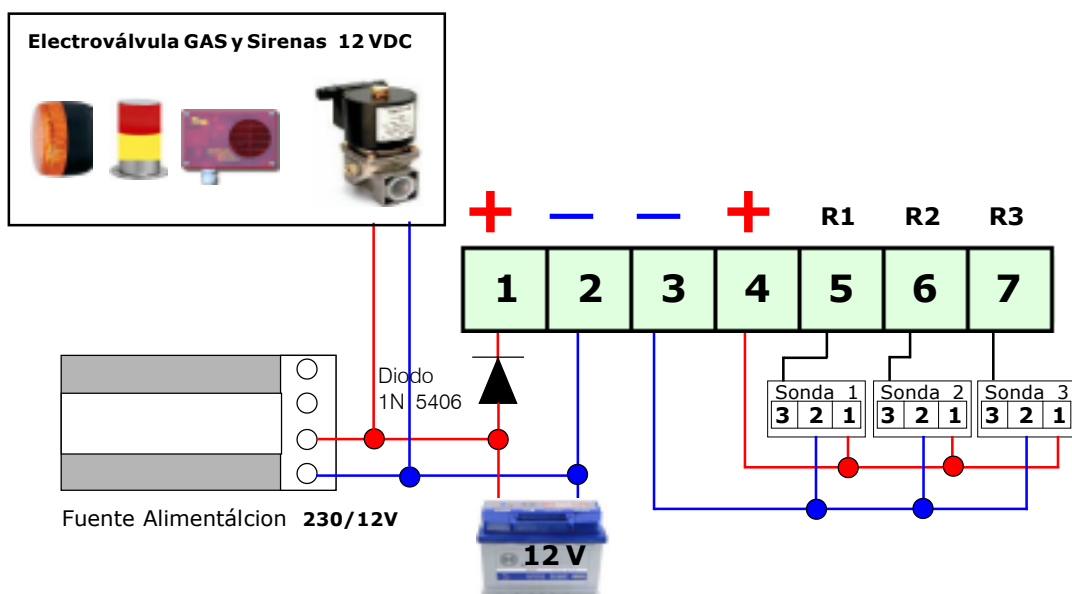 Electroválvula GAS y Sirenas 12 VDC
+ — — + R1 R2 R3
1 2 3 4 5 6 7
Diodo
1N 5406
Sonda 1
3 2 1
Sonda 2
3 2 1
Sonda 3
3 2 1
Fuente Alimentálcion 230/12V
12 V